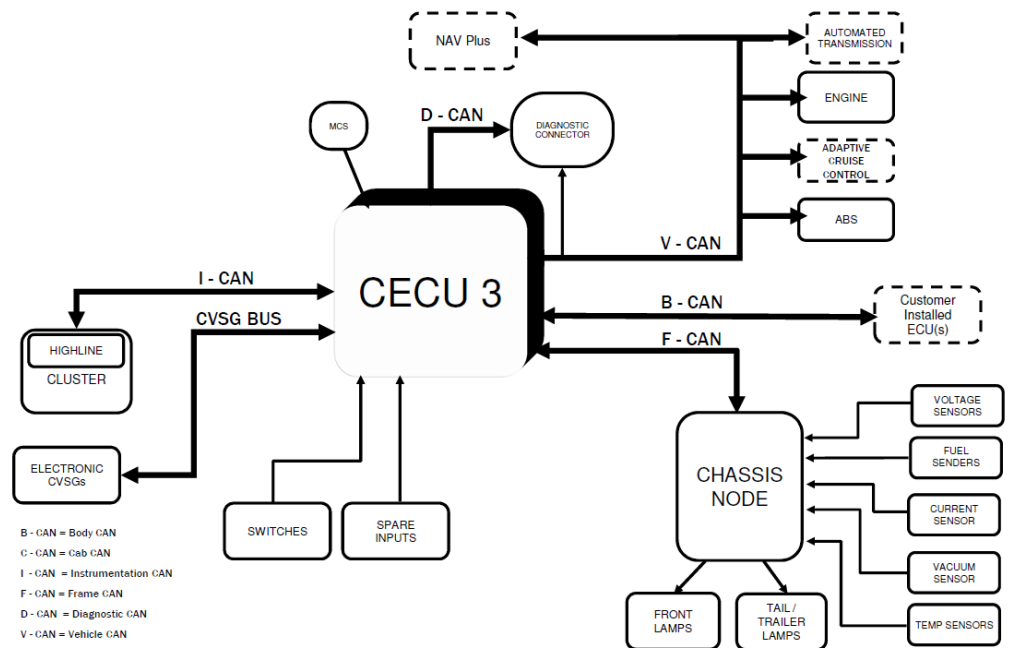 NAV Plus
AUTOMATED
TRANSMISSION
ENGINE
ADAPTIVE
CRUISE
CONTROL
ABS
MCS
D - CAN
DIAGNOSTIC
CONNECTOR
V - CAN
I - CAN
CECU 3
CVSG BUS
B - CAN
Customer
Installed
ECU(s)
F - CAN
HIGHLINE
CLUSTER
ELECTRONIC
CVSGs
SWITCHES
SPARE
INPUTS
CHASSIS
NODE
VOLTAGE
SENSORS
FUEL
SENDERS
CURRENT
SENSOR
VACUUM
SENSOR
TEMP SENSORS
FRONT
LAMPS
TAIL /
TRAILER
LAMPS
B - CAN = Body CAN
C - CAN = Cab CAN
I - CAN = Instrumentation CAN
F - CAN = Frame CAN
D - CAN = Diagnostic CAN
V - CAN = Vehicle CAN